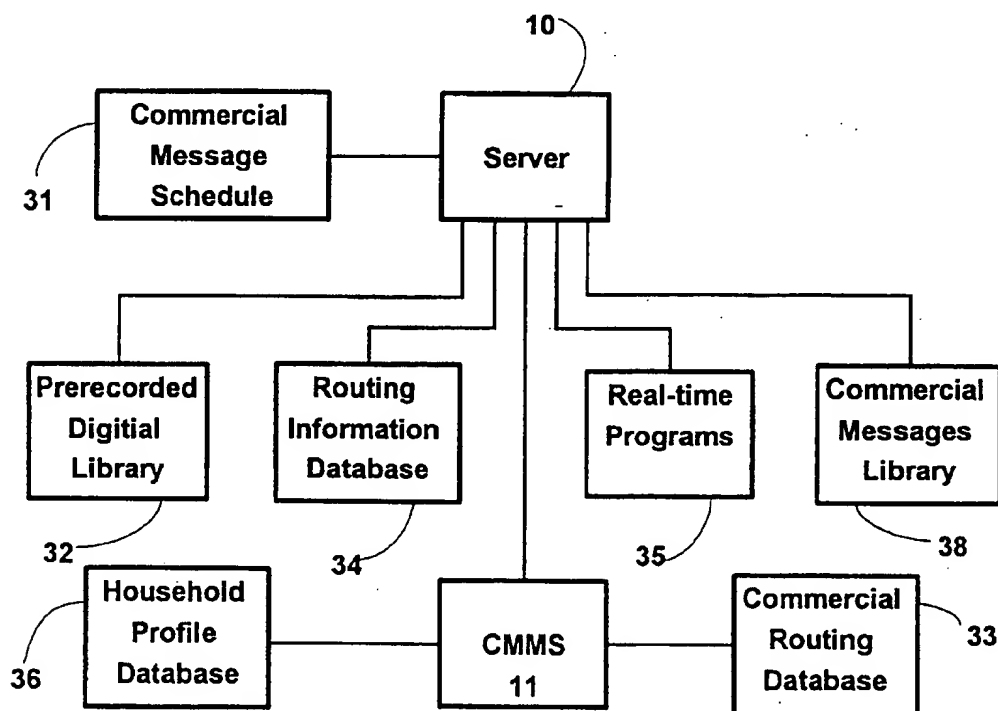 10
Commercial
Message
Schedule
Server
31
Prerecorded
Digitial
Library
Routing
Information
Database
Real-time
Programs
Commercial
Messages
Library
32
34
35
38
Household
Profile
Database
CMMS
11
Commercial
Routing
Database
36
33